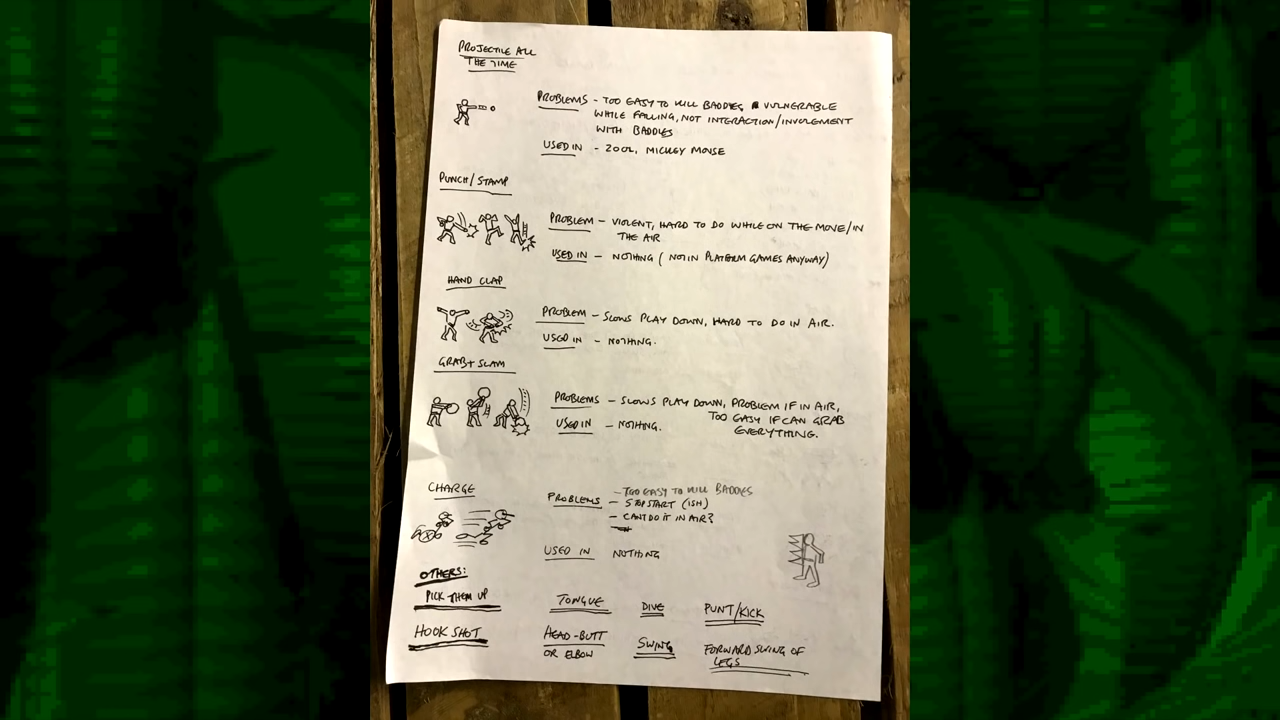 PROJECTILE ALL
THE TIME
PROBLEMS - TOO EASY TO KILL BADDIES, VULNERABLE
WHILE FALLING, NOT INTERACTION/INVOLEMENT
WITH BADDIES
USED IN - ZOOL, MICKEY MOUSE
PUNCH/STAMP
PROBLEM - VIOLENT, HARD TO DO WHILE ON THE MOVE/IN
THE AIR
USED IN - NOTHING (NOT IN PLATFORM GAMES ANYWAY)
HAND CLAP
PROBLEM - SLOWS PLAY DOWN, HARD TO DO IN AIR.
USED IN - NOTHING.
GRAB + SLAM
PROBLEMS - SLOWS PLAY DOWN, PROBLEM IF IN AIR,
TOO EASY IF CAN GRAB
EVERYTHING.
USED IN - NOTHING.
CHARGE
PROBLEMS - TOO EASY TO KILL BADDIES
- STOP START (ISH)
- CANT DO IT IN AIR?
USED IN NOTHING
OTHERS:
PICK THEM UP TONGUE DIVE PUNT/KICK
HOOK SHOT HEAD-BUTT SWING FORWARD SWING OF
OR ELBOW LEGS